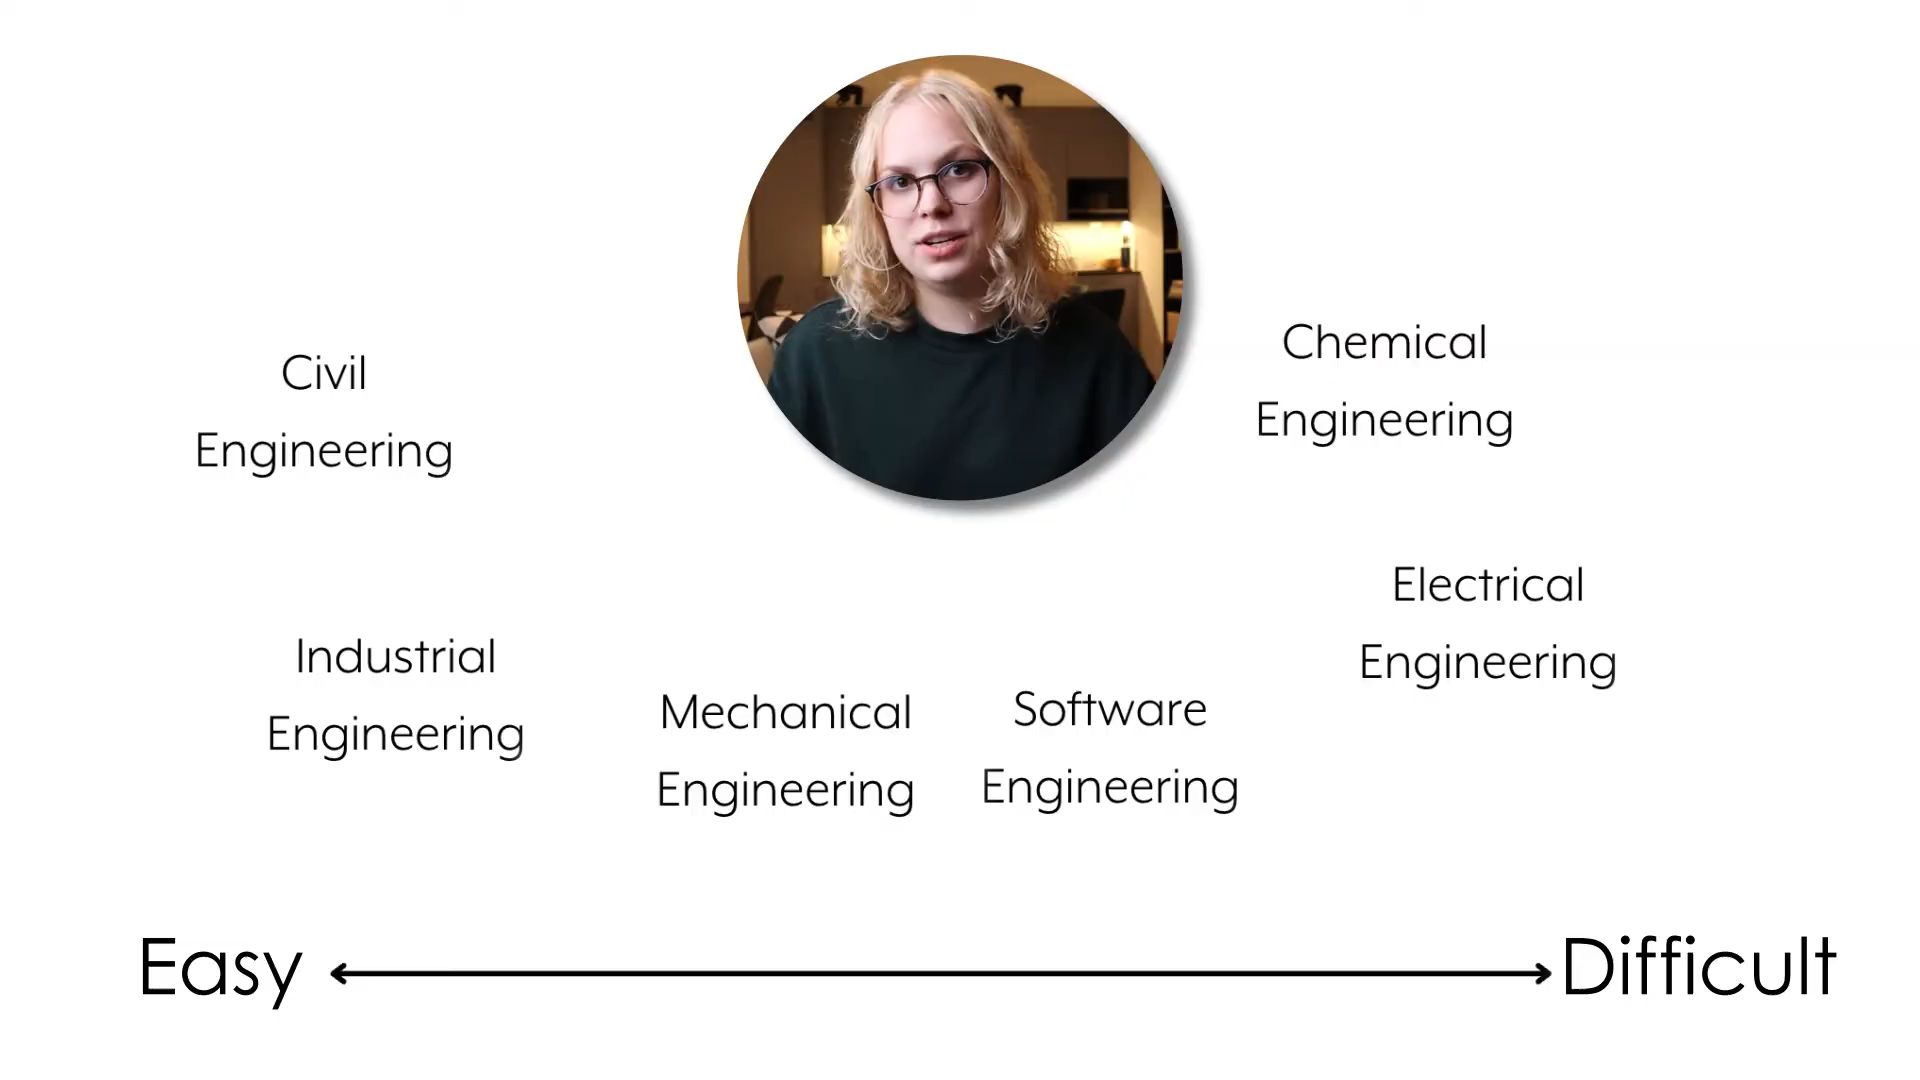 Civil
Engineering
Chemical
Engineering
Industrial
Engineering
Mechanical
Engineering
Software
Engineering
Electrical
Engineering
Easy
Difficult